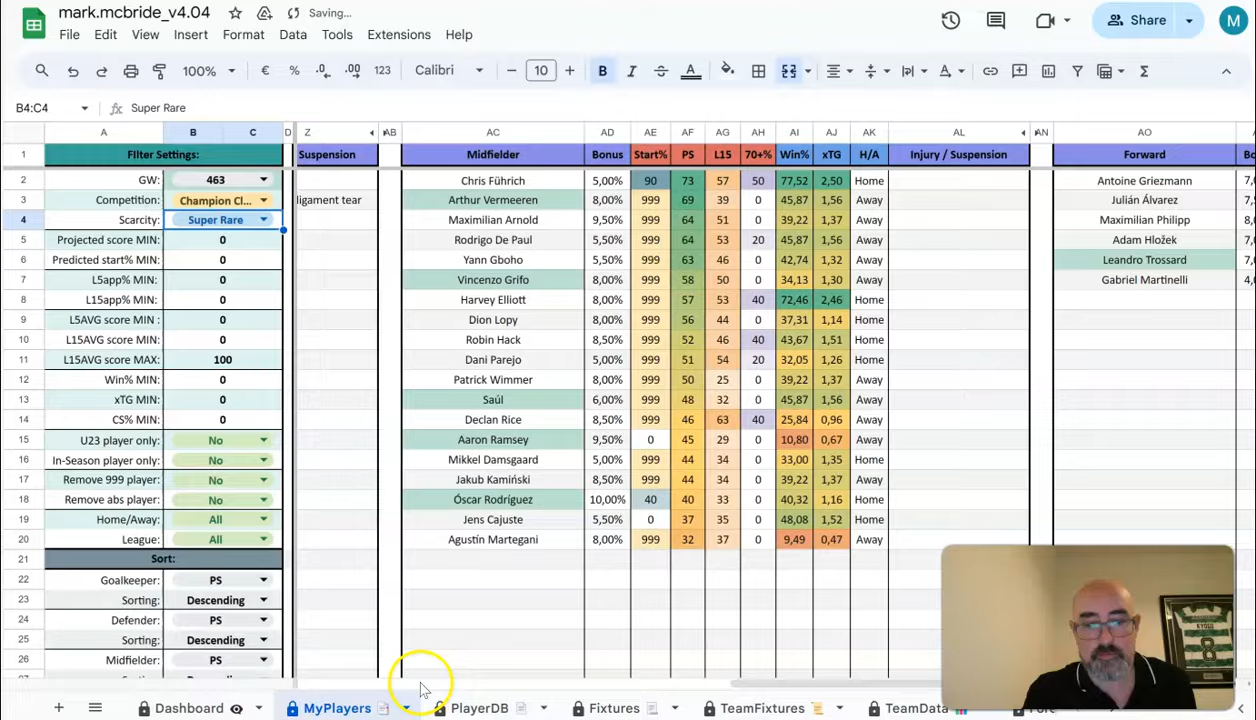 mark.mcbride_v4.04 Saving...
File Edit View Insert Format Data Tools Extensions Help
Share M
100% € % .0 .00 123 Calibri 10 B I
B4:C4 fx Super Rare
A B C D Z AB AC AD AE AF AG AH AI AJ AK AL AN AO
1 Filter Settings: Suspension Midfielder Bonus Start% PS L15 70+% Win% xTG H/A Injury / Suspension Forward Bo
2 GW: 463 Chris Führich 5,00% 90 73 57 50 77,52 2,50 Home Antoine Griezmann 7,
3 Competition: Champion Cl... ligament tear Arthur Vermeeren 8,00% 999 69 39 0 45,87 1,56 Away Julián Álvarez 7,
4 Scarcity: Super Rare Maximilian Arnold 9,50% 999 64 51 0 39,22 1,37 Away Maximilian Philipp 8,
5 Projected score MIN: 0 Rodrigo De Paul 5,50% 999 64 53 20 45,87 1,56 Away Adam Hložek 7,
6 Predicted start% MIN: 0 Yann Gboho 5,50% 999 63 46 0 42,74 1,32 Away Leandro Trossard 7,
7 L5app% MIN: 0 Vincenzo Grifo 8,00% 999 58 50 0 34,13 1,30 Away Gabriel Martinelli 4,
8 L15app% MIN: 0 Harvey Elliott 8,00% 999 57 53 40 72,46 2,46 Home
9 L5AVG score MIN : 0 Dion Lopy 8,00% 999 56 44 0 37,31 1,14 Home
10 L15AVG score MIN: 0 Robin Hack 8,50% 999 52 46 40 43,67 1,51 Home
11 L15AVG score MAX: 100 Dani Parejo 5,00% 999 51 54 20 32,05 1,26 Home
12 Win% MIN: 0 Patrick Wimmer 8,00% 999 50 25 0 39,22 1,37 Away
13 xTG MIN: 0 Saúl 6,00% 999 48 32 0 45,87 1,56 Away
14 CS% MIN: 0 Declan Rice 8,50% 999 46 63 40 25,84 0,96 Away
15 U23 player only: No Aaron Ramsey 9,50% 0 45 29 0 10,80 0,67 Away
16 In-Season player only: No Mikkel Damsgaard 5,00% 999 44 34 0 33,00 1,35 Home
17 Remove 999 player: No Jakub Kamiński 8,50% 999 44 34 0 39,22 1,37 Away
18 Remove abs player: No Óscar Rodríguez 10,00% 40 40 33 0 40,32 1,16 Home
19 Home/Away: All Jens Cajuste 5,50% 0 37 35 0 48,08 1,52 Home
20 League: All Agustín Martegani 8,00% 999 32 37 0 9,49 0,47 Away
21 Sort:
22 Goalkeeper: PS
23 Sorting: Descending
24 Defender: PS
25 Sorting: Descending
26 Midfielder: PS
Dashboard MyPlayers PlayerDB Fixtures TeamFixtures TeamData